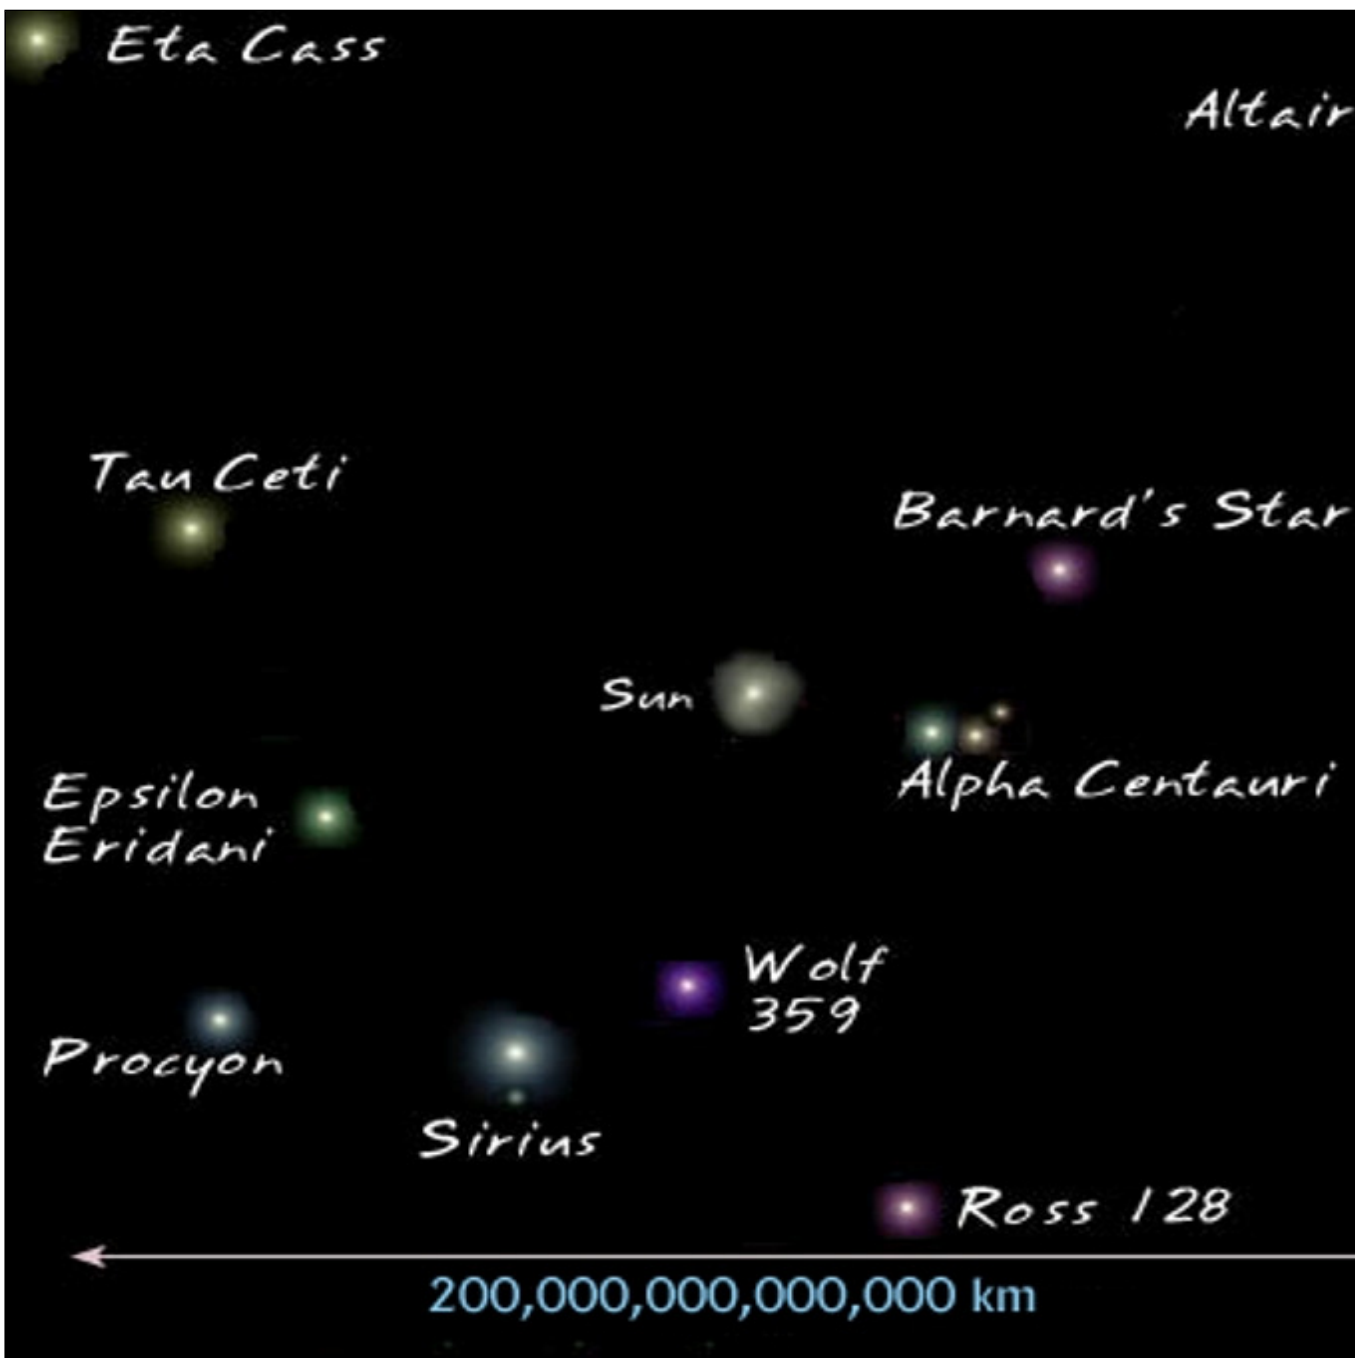 Eta Cass
Altair
Tau Ceti
Barnard's Star
Sun
Alpha Centauri
Epsilon
Eridani
Wolf
359
Procyon
Sirius
Ross 128
200,000,000,000,000 km